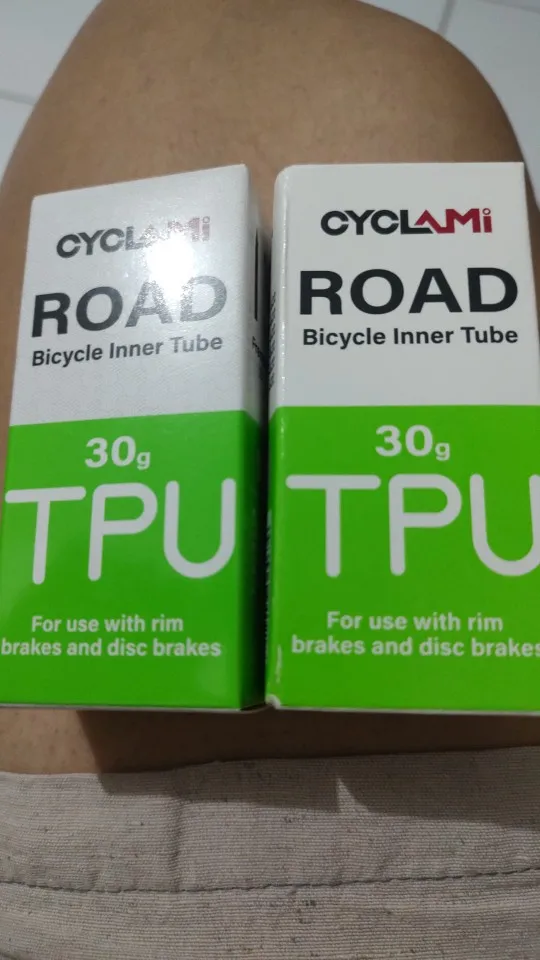 CYCLAMi
ROAD
Bicycle Inner Tube
30g
TPU
For use with rim
brakes and disc brakes
CYCLAMi
ROAD
Bicycle Inner Tube
30g
TPU
For use with rim
brakes and disc brakes